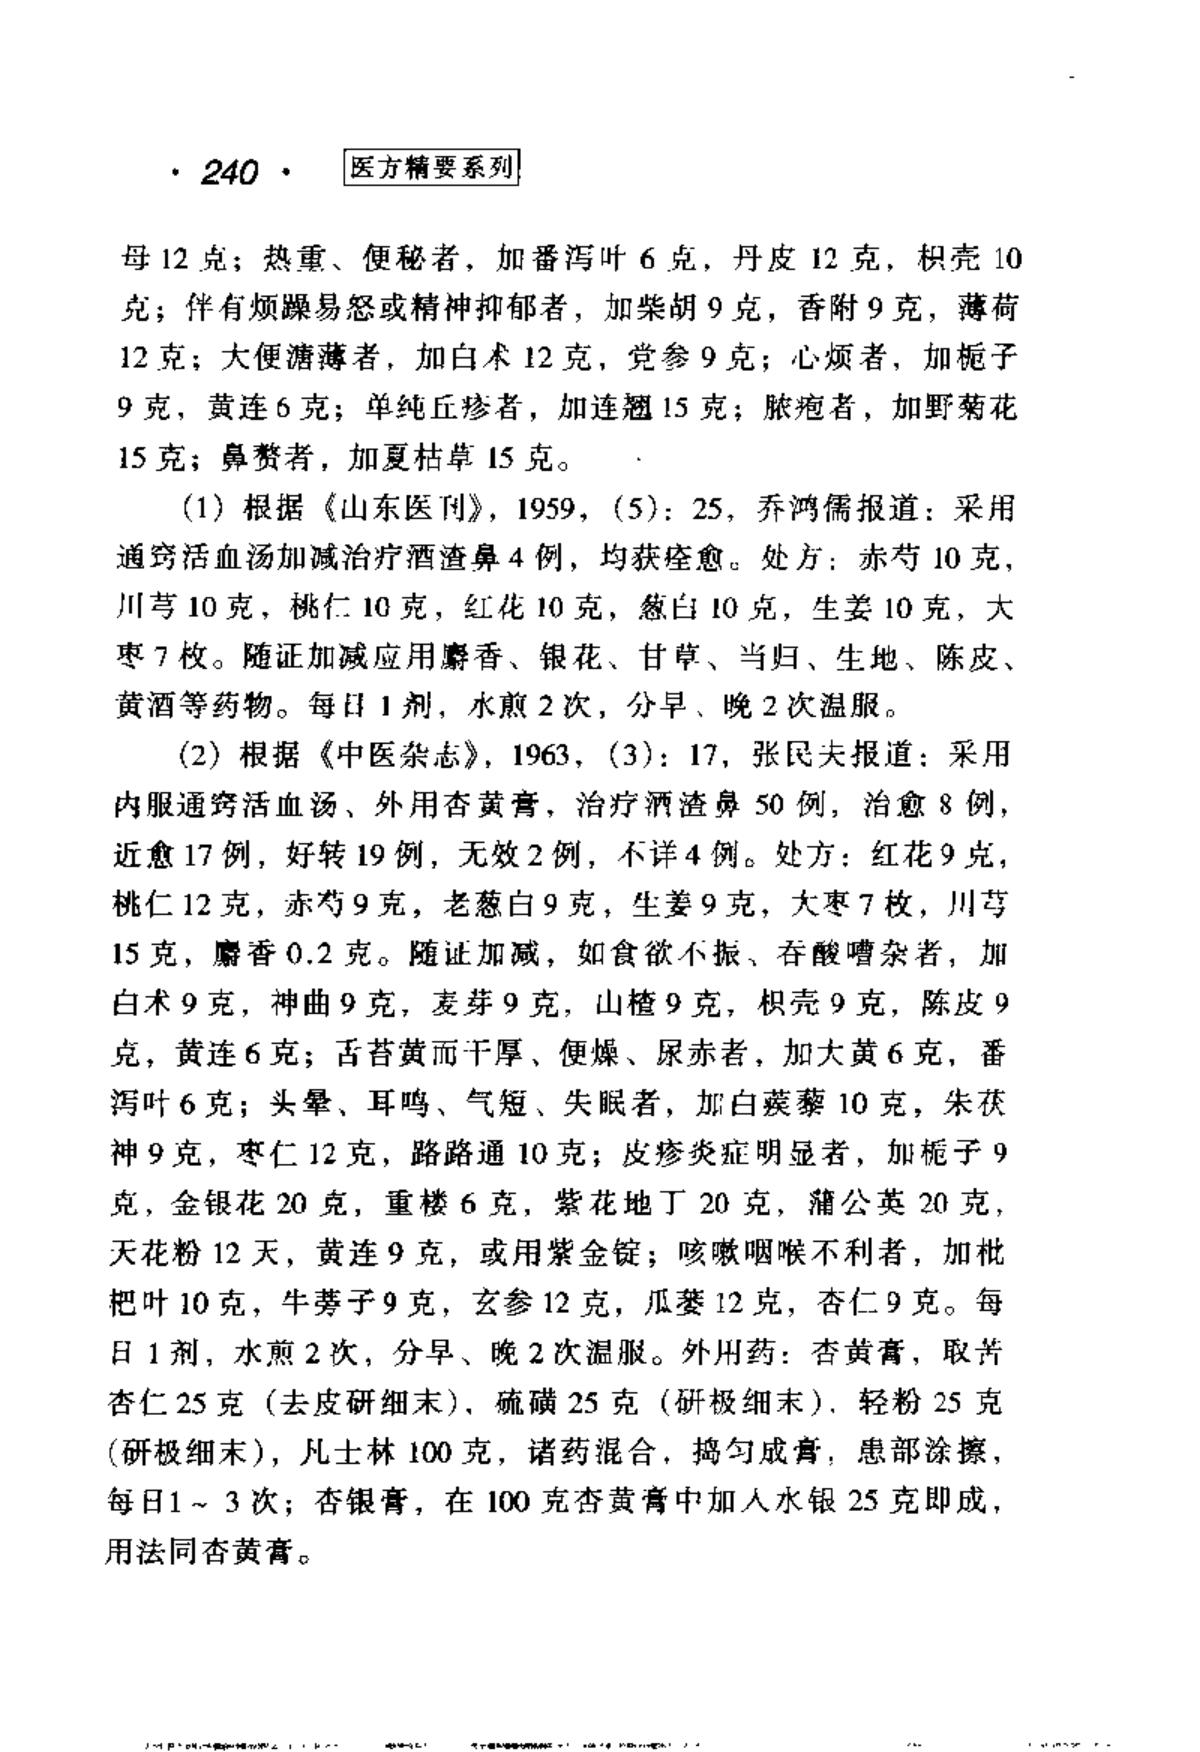 · 240 · 医方精要系列
母 12 克；热重、便秘者，加番泻叶 6 克，丹皮 12 克，枳壳 10
克；伴有烦躁易怒或精神抑郁者，加柴胡 9 克，香附 9 克，薄荷
12 克；大便溏薄者，加白术 12 克，党参 9 克；心烦者，加栀子
9 克，黄连 6 克；单纯丘疹者，加连翘 15 克；脓疱者，加野菊花
15 克；鼻赘者，加夏枯草 15 克。
（1）根据《山东医刊》，1959，（5）：25，乔鸿儒报道：采用
通窍活血汤加减治疗酒渣鼻 4 例，均获痊愈。处方：赤芍 10 克，
川芎 10 克，桃仁 10 克，红花 10 克，葱白 10 克，生姜 10 克，大
枣 7 枚。随证加减应用麝香、银花、甘草、当归、生地、陈皮、
黄酒等药物。每日 1 剂，水煎 2 次，分早、晚 2 次温服。
（2）根据《中医杂志》，1963，（3）：17，张民夫报道：采用
内服通窍活血汤、外用杏黄膏，治疗酒渣鼻 50 例，治愈 8 例，
近愈 17 例，好转 19 例，无效 2 例，不详 4 例。处方：红花 9 克，
桃仁 12 克，赤芍 9 克，老葱白 9 克，生姜 9 克，大枣 7 枚，川芎
15 克，麝香 0.2 克。随证加减，如食欲不振、吞酸嘈杂者，加
白术 9 克，神曲 9 克，麦芽 9 克，山楂 9 克，枳壳 9 克，陈皮 9
克，黄连 6 克；舌苔黄而干厚、便燥、尿赤者，加大黄 6 克，番
泻叶 6 克；头晕、耳鸣、气短、失眠者，加白蒺藜 10 克，朱茯
神 9 克，枣仁 12 克，路路通 10 克；皮疹炎症明显者，加栀子 9
克，金银花 20 克，重楼 6 克，紫花地丁 20 克，蒲公英 20 克，
天花粉 12 天，黄连 9 克，或用紫金锭；咳嗽咽喉不利者，加枇
杷叶 10 克，牛蒡子 9 克，玄参 12 克，瓜蒌 12 克，杏仁 9 克。每
日 1 剂，水煎 2 次，分早、晚 2 次温服。外用药：杏黄膏，取苦
杏仁 25 克（去皮研细末），硫磺 25 克（研极细末），轻粉 25 克
（研极细末），凡士林 100 克，诸药混合，捣匀成膏，患部涂擦，
每日1～3 次；杏银膏，在 100 克杏黄膏中加入水银 25 克即成，
用法同杏黄膏。